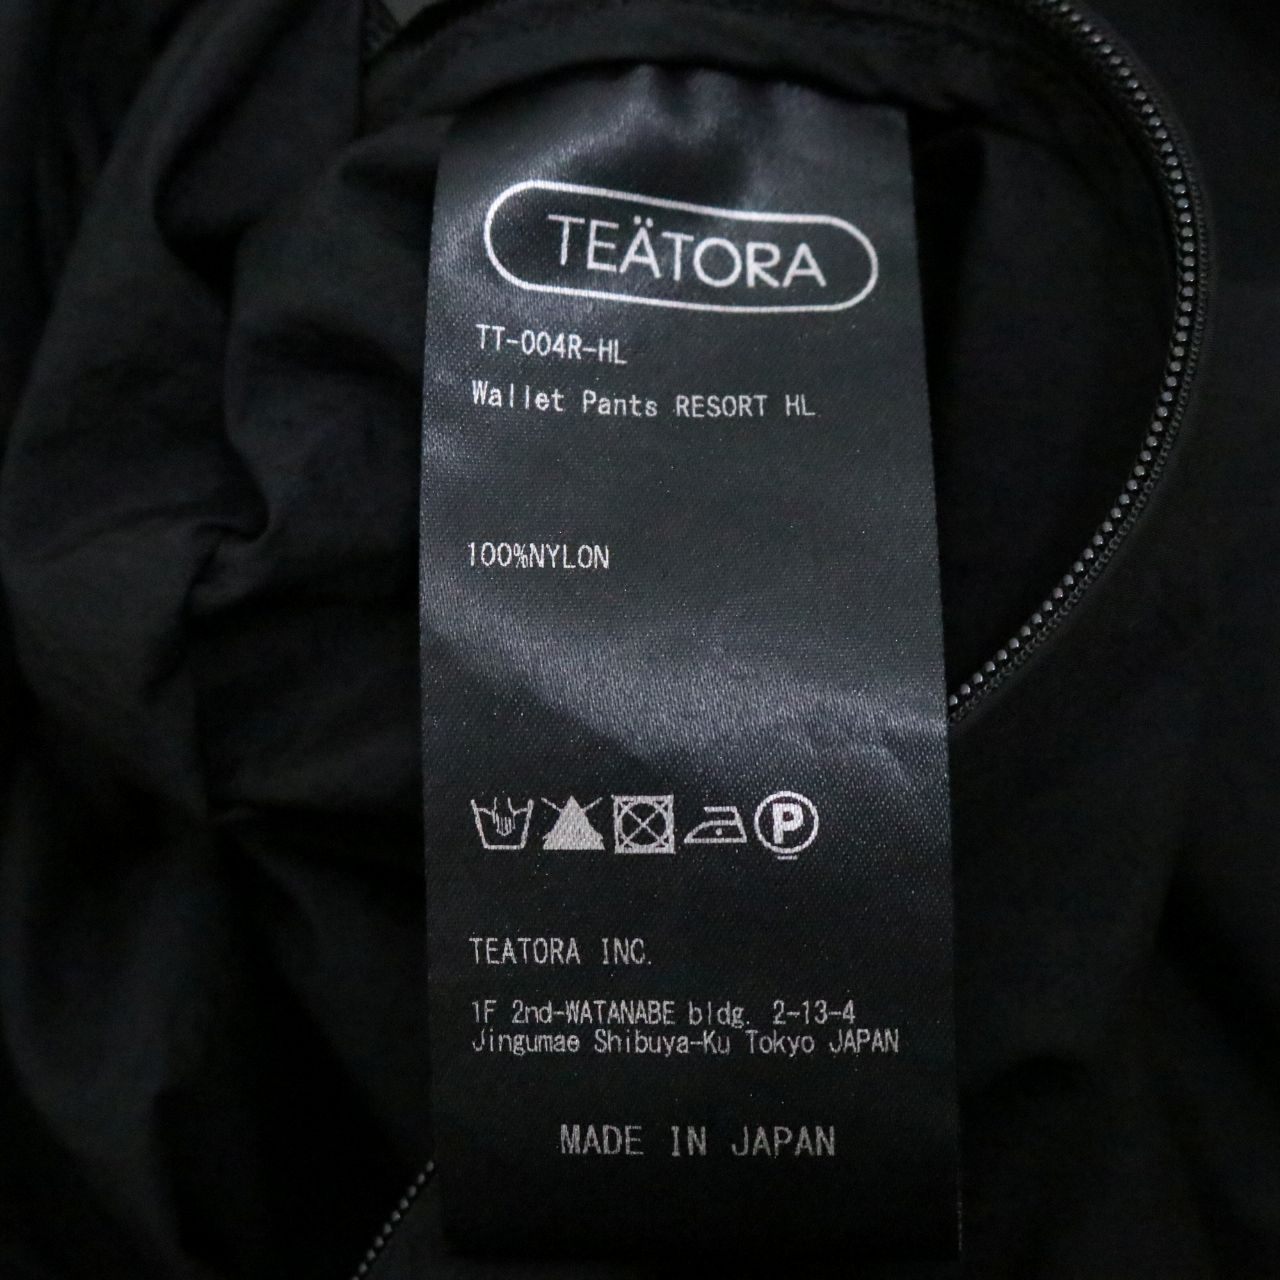 TEÄTORA
TT-004R-HL
Wallet Pants RESORT HL
100%NYLON
P
TEATORA INC.
1F 2nd-WATANABE bldg. 2-13-4
Jingumae Shibuya-Ku Tokyo JAPAN
MADE IN JAPAN